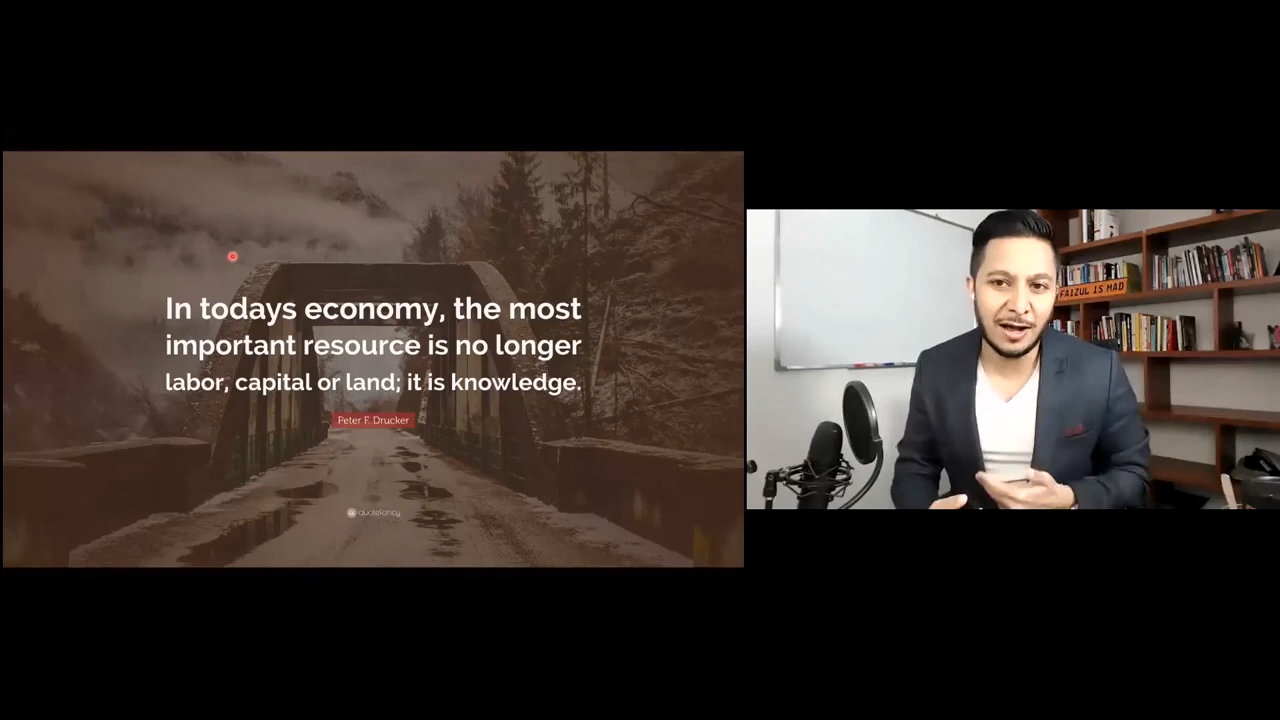 In todays economy, the most
important resource is no longer
labor, capital or land; it is knowledge.
Peter F. Drucker
quotefancy
FAIZUL IS MAD